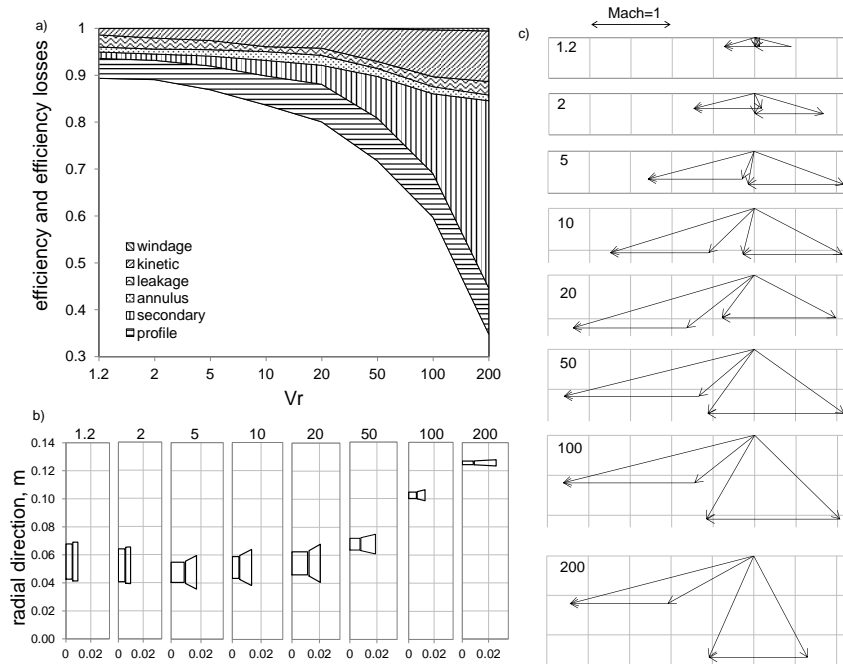 a)
efficiency and efficiency losses
1
0.9
0.8
0.7
0.6
0.5
0.4
0.3
windage
kinetic
leakage
annulus
secondary
profile
1.2 2 5 10 20 50 100 200
Vr
b)
radial direction, m
1.2 2 5 10 20 50 100 200
0.14
0.12
0.10
0.08
0.06
0.04
0.02
0.00
0 0.02 0 0.02 0 0.02 0 0.02 0 0.02 0 0.02 0 0.02 0 0.02
c)
Mach=1
1.2
2
5
10
20
50
100
200